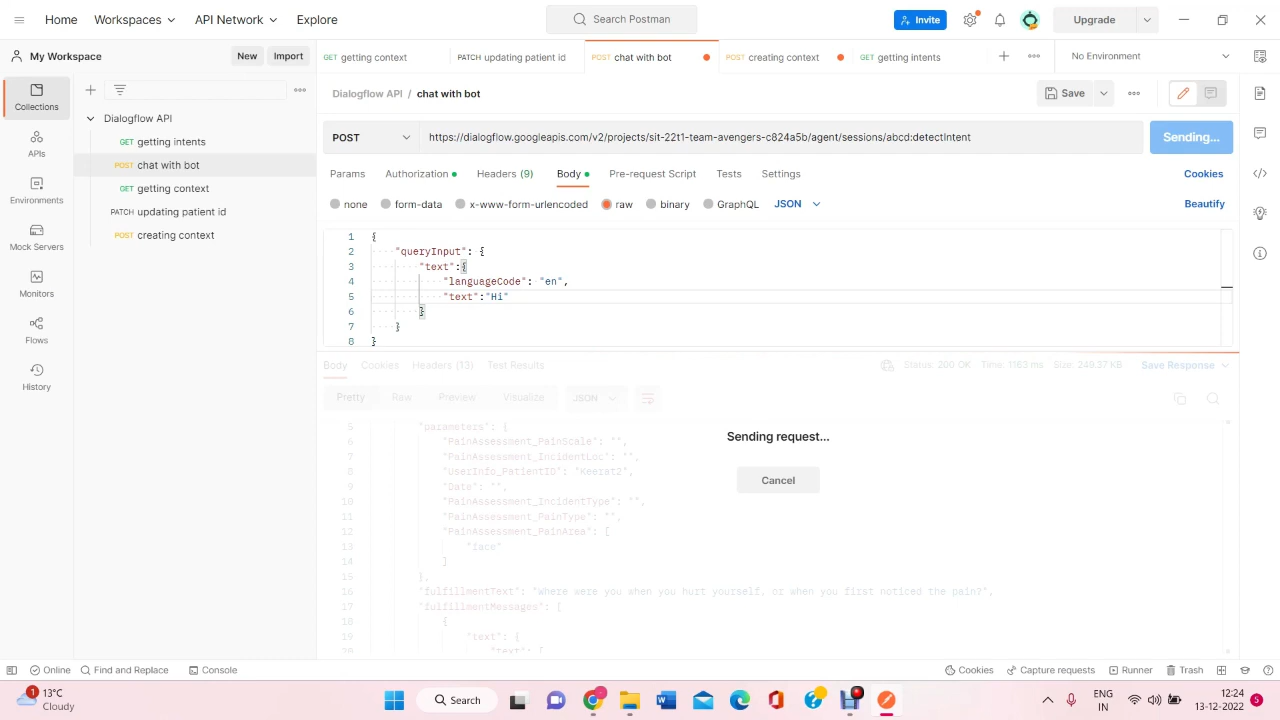 Home Workspaces API Network Explore Search Postman Invite Upgrade
My Workspace New Import GET getting context PATCH updating patient id POST chat with bot POST creating context GET getting intents No Environment
Collections
APIs
Environments
Mock Servers
Monitors
Flows
History
Dialogflow API
GET getting intents
POST chat with bot
GET getting context
PATCH updating patient id
POST creating context
Dialogflow API / chat with bot Save
POST https://dialogflow.googleapis.com/v2/projects/sit-22t1-team-avengers-c824a5b/agent/sessions/abcd:detectIntent Sending...
Params Authorization Headers (9) Body Pre-request Script Tests Settings Cookies
none form-data x-www-form-urlencoded raw binary GraphQL JSON Beautify
1 {
2 "queryInput": {
3 "text":{
4 "languageCode": "en",
5 "text":"Hi"
6 }
7 }
8 }
Body Cookies Headers (13) Test Results Status: 200 OK Time: 1163 ms Size: 249.37 KB Save Response
Pretty Raw Preview Visualize JSON
Sending request...
Cancel
5 "parameters": {
6 "PainAssessment_PainScale": "",
7 "PainAssessment_IncidentLoc": "",
8 "UserInfo_PatientID": "Keerat2",
9 "Date": "",
10 "PainAssessment_IncidentType": "",
11 "PainAssessment_PainType": "",
12 "PainAssessment_PainArea": [
13 "face"
14 ]
15 },
16 "fulfillmentText": "Where were you when you hurt yourself, or when you first noticed the pain?",
17 "fulfillmentMessages": [
18 {
19 "text": {
20 "text": [
Online Find and Replace Console Cookies Capture requests Runner Trash
1 13°C Cloudy Search ENG IN 12:24 13-12-2022 5